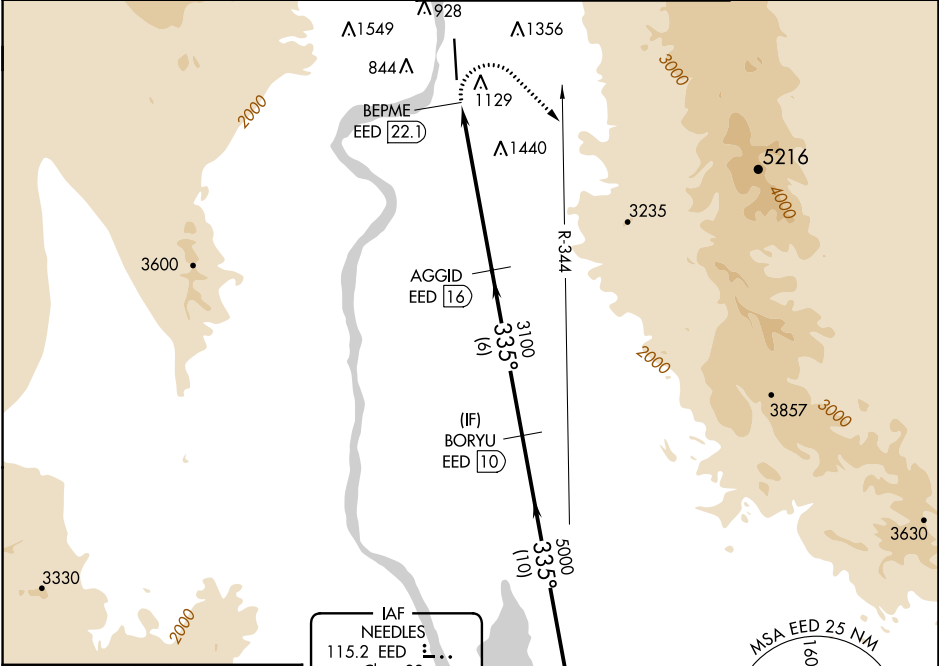 928
1549
1356
844
3000
1129
2000
BEPME
EED 22.1
1440
5216
4000
3235
R-344
3600
AGGID
EED 16
3100
335°
(6)
2000
3857
3000
(IF)
BORYU
EED 10
3630
5000
335°
(10)
3330
2000
IAF
NEEDLES
115.2 EED
MSA EED 25 NM
160